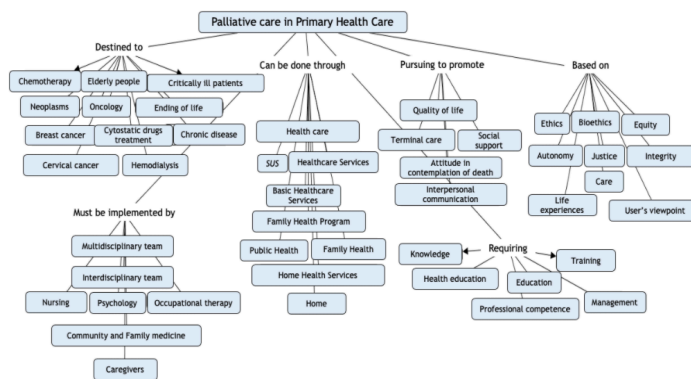 Palliative care in Primary Health Care
Destined to
Chemotherapy
Elderly people
Critically ill patients
Neoplasms
Oncology
Ending of life
Breast cancer
Cytostatic drugs
treatment
Chronic disease
Cervical cancer
Hemodialysis
Must be implemented by
Multidisciplinary team
Interdisciplinary team
Nursing
Psychology
Occupational therapy
Community and Family medicine
Caregivers
Can be done through
Health care
SUS
Healthcare Services
Basic Healthcare
Services
Family Health Program
Public Health
Family Health
Home Health Services
Home
Pursuing to promote
Quality of life
Terminal care
Social
support
Attitude in
contemplation of death
Interpersonal
communication
Requiring
Knowledge
Training
Health education
Education
Management
Professional competence
Based on
Ethics
Bioethics
Equity
Autonomy
Justice
Integrity
Care
Life
experiences
User's viewpoint